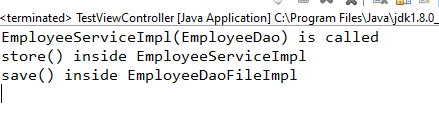 <terminated> TestViewController [Java Application] C:\Program Files\Java\jdk1.8.0_
EmployeeServiceImpl(EmployeeDao) is called
store() inside EmployeeServiceImpl
save() inside EmployeeDaoFileImpl